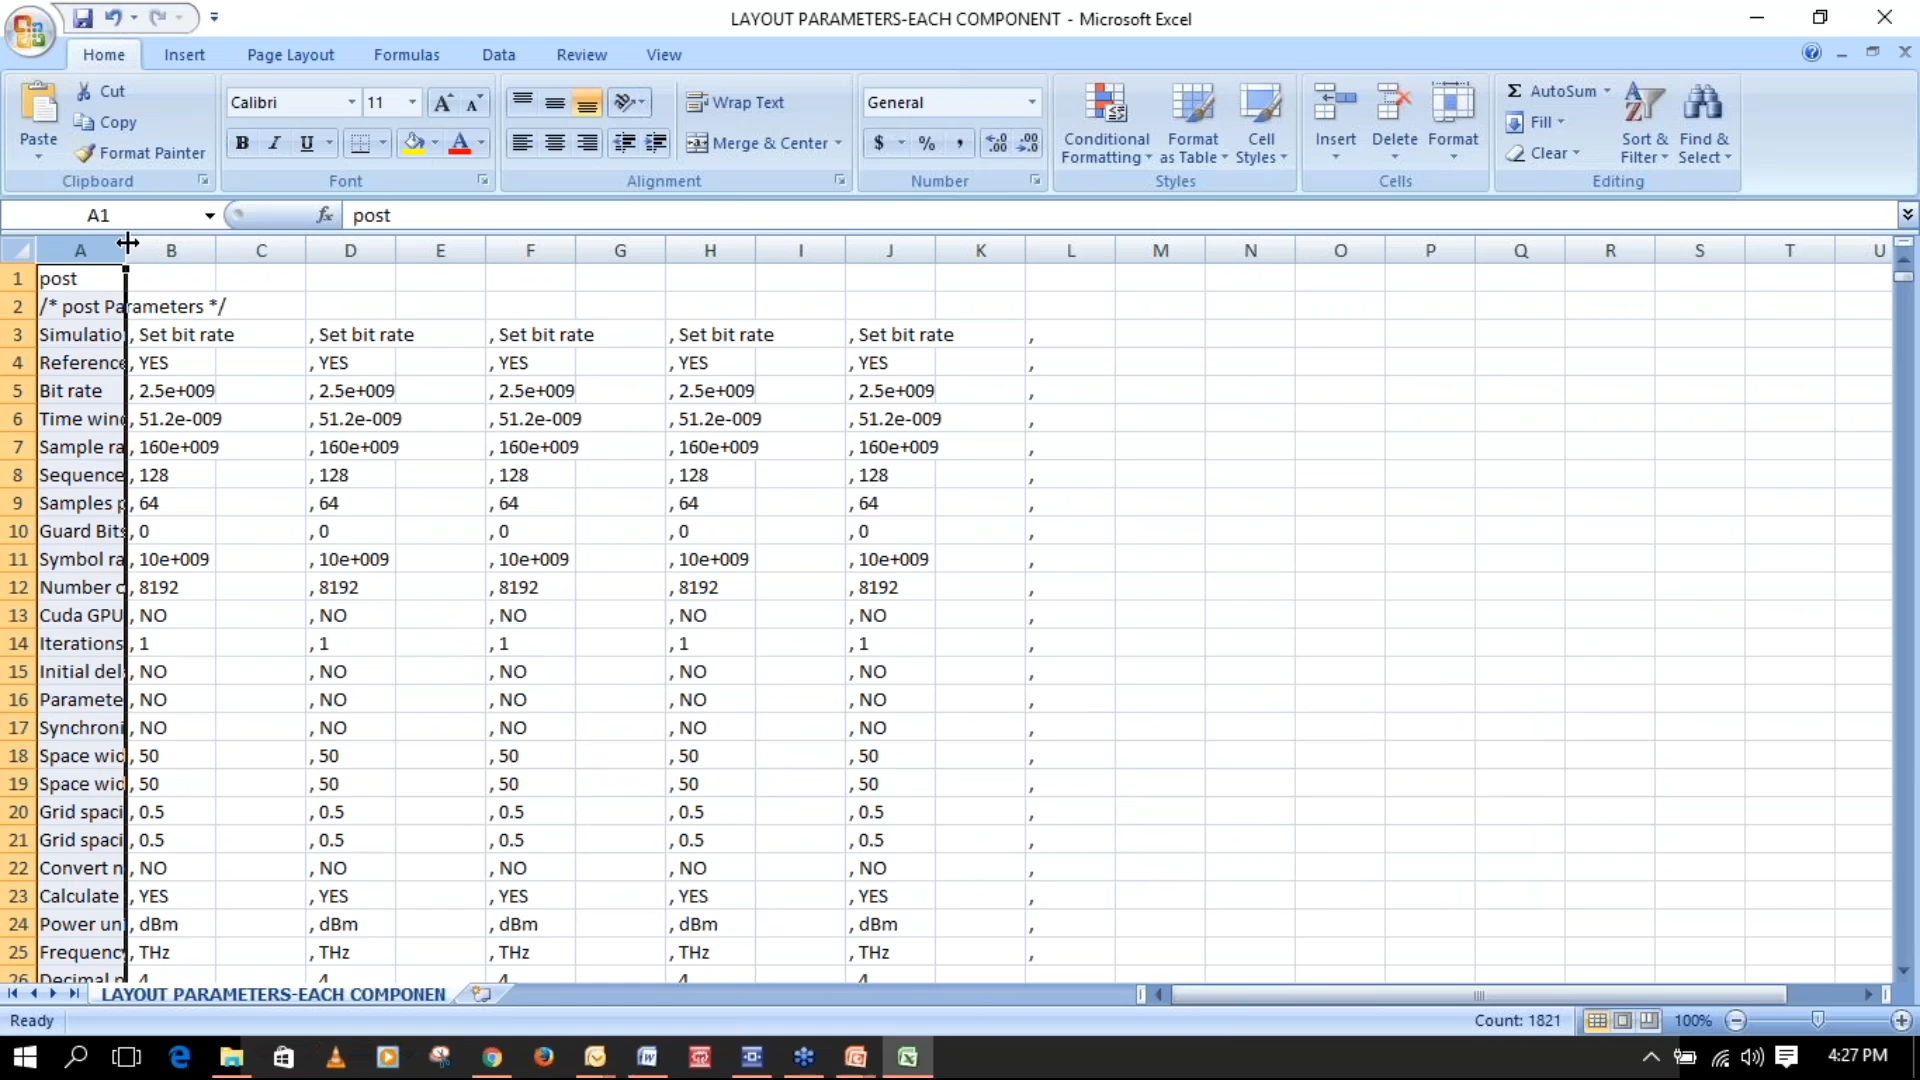 LAYOUT PARAMETERS-EACH COMPONENT - Microsoft Excel
Home Insert Page Layout Formulas Data Review View
Paste Cut Copy Format Painter Clipboard
Calibri 11 A A B I U A Font
Wrap Text Merge & Center Alignment
General $ % , .00 Number
Conditional Formatting Format as Table Cell Styles Styles
Insert Delete Format Cells
Σ AutoSum Fill Clear Sort & Filter Find & Select Editing
A1 fx post
A B C D E F G H I J K L M N O P Q R S T U
1 post
2 /* post Parameters */
3 Simulatio , Set bit rate , Set bit rate , Set bit rate , Set bit rate , Set bit rate ,
4 Reference , YES , YES , YES , YES , YES ,
5 Bit rate , 2.5e+009 , 2.5e+009 , 2.5e+009 , 2.5e+009 , 2.5e+009 ,
6 Time wind , 51.2e-009 , 51.2e-009 , 51.2e-009 , 51.2e-009 , 51.2e-009 ,
7 Sample ra , 160e+009 , 160e+009 , 160e+009 , 160e+009 , 160e+009 ,
8 Sequence , 128 , 128 , 128 , 128 , 128 ,
9 Samples p , 64 , 64 , 64 , 64 , 64 ,
10 Guard Bits , 0 , 0 , 0 , 0 , 0 ,
11 Symbol ra , 10e+009 , 10e+009 , 10e+009 , 10e+009 , 10e+009 ,
12 Number o , 8192 , 8192 , 8192 , 8192 , 8192 ,
13 Cuda GPU , NO , NO , NO , NO , NO ,
14 Iterations , 1 , 1 , 1 , 1 , 1 ,
15 Initial del , NO , NO , NO , NO , NO ,
16 Paramete , NO , NO , NO , NO , NO ,
17 Synchroni , NO , NO , NO , NO , NO ,
18 Space wid , 50 , 50 , 50 , 50 , 50 ,
19 Space wid , 50 , 50 , 50 , 50 , 50 ,
20 Grid spaci , 0.5 , 0.5 , 0.5 , 0.5 , 0.5 ,
21 Grid spaci , 0.5 , 0.5 , 0.5 , 0.5 , 0.5 ,
22 Convert n , NO , NO , NO , NO , NO ,
23 Calculate , YES , YES , YES , YES , YES ,
24 Power un , dBm , dBm , dBm , dBm , dBm ,
25 Frequency , THz , THz , THz , THz , THz ,
26 Decimal p , 4 , 4 , 4 , 4 , 4
LAYOUT PARAMETERS-EACH COMPONEN
Ready Count: 1821 100%
4:27 PM